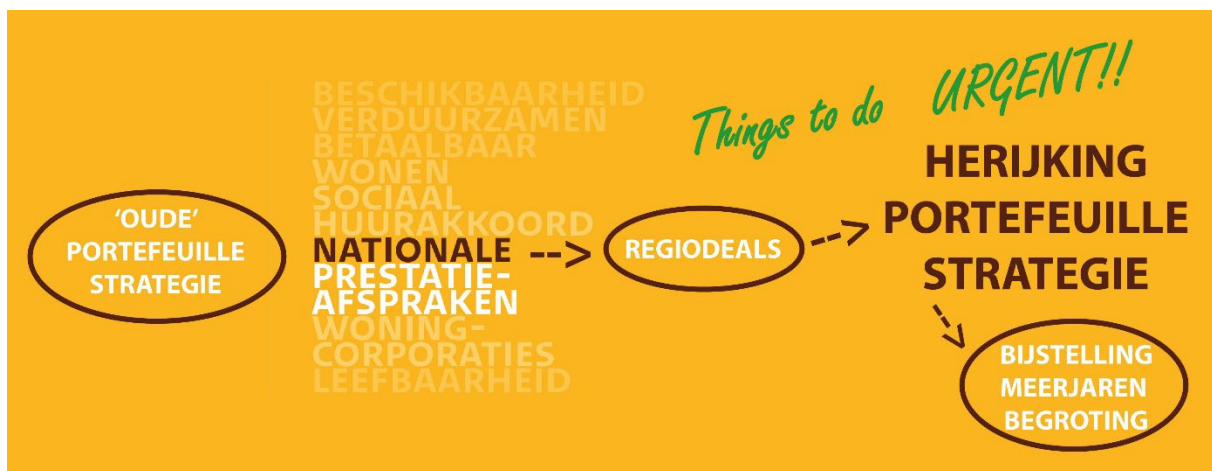 'OUDE'
PORTEFEUILLE
STRATEGIE
BESCHIKBAARHEID
VERDUURZAMEN
BETAALBAAR
WONEN
SOCIAAL
HUURAKKOORD
NATIONALE -->
PRESTATIE-
AFSPRAKEN
WONING-
CORPORATIES
LEEFBAARHEID
REGIODEALS
-->
Things to do URGENT!!
HERIJKING
PORTEFEUILLE
STRATEGIE
-->
BIJSTELLING
MEERJAREN
BEGROTING